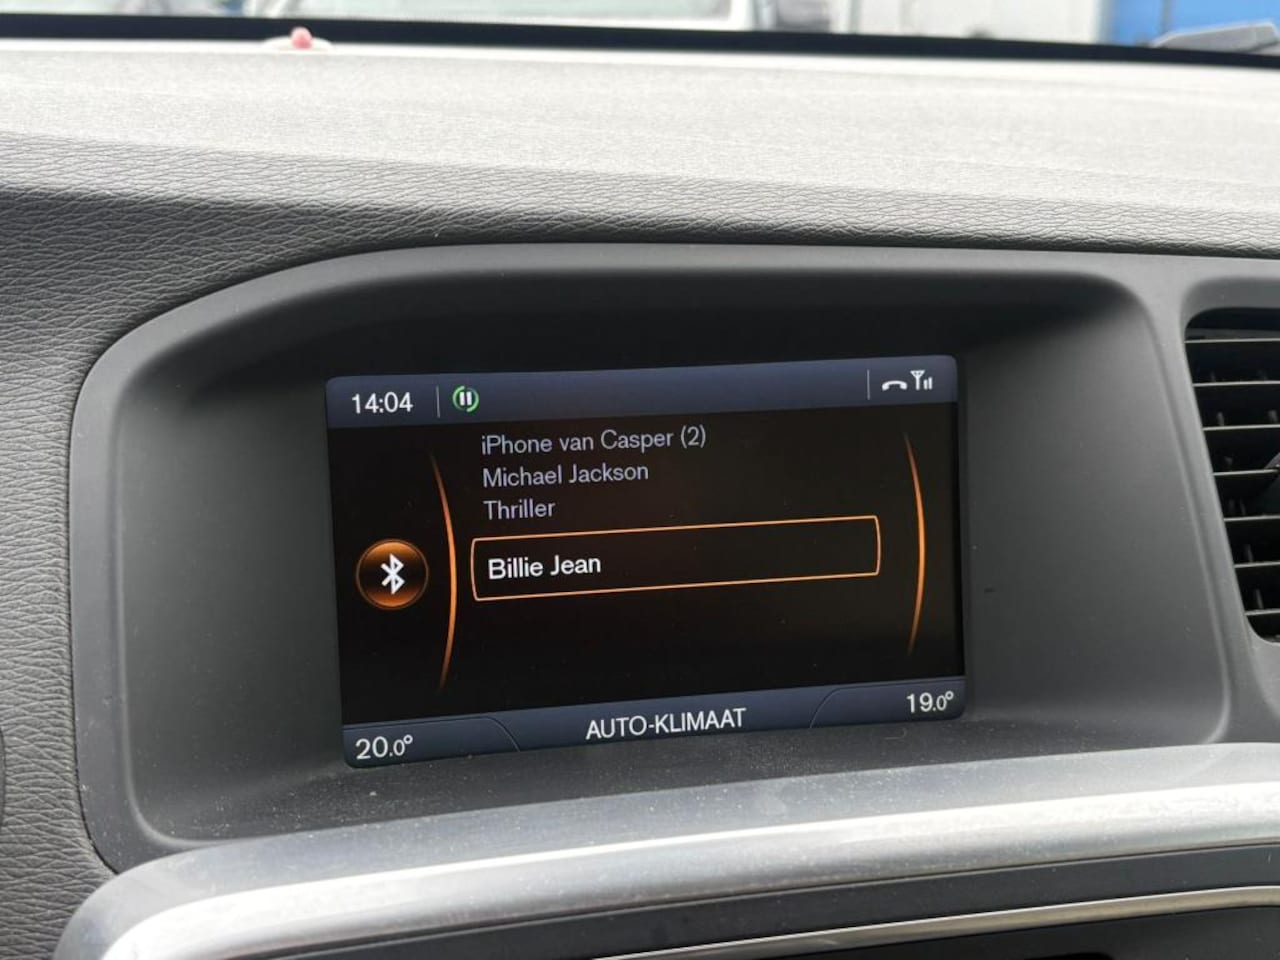 14:04
iPhone van Casper (2)
Michael Jackson
Thriller
Billie Jean
20.0° AUTO-KLIMAAT 19.0°